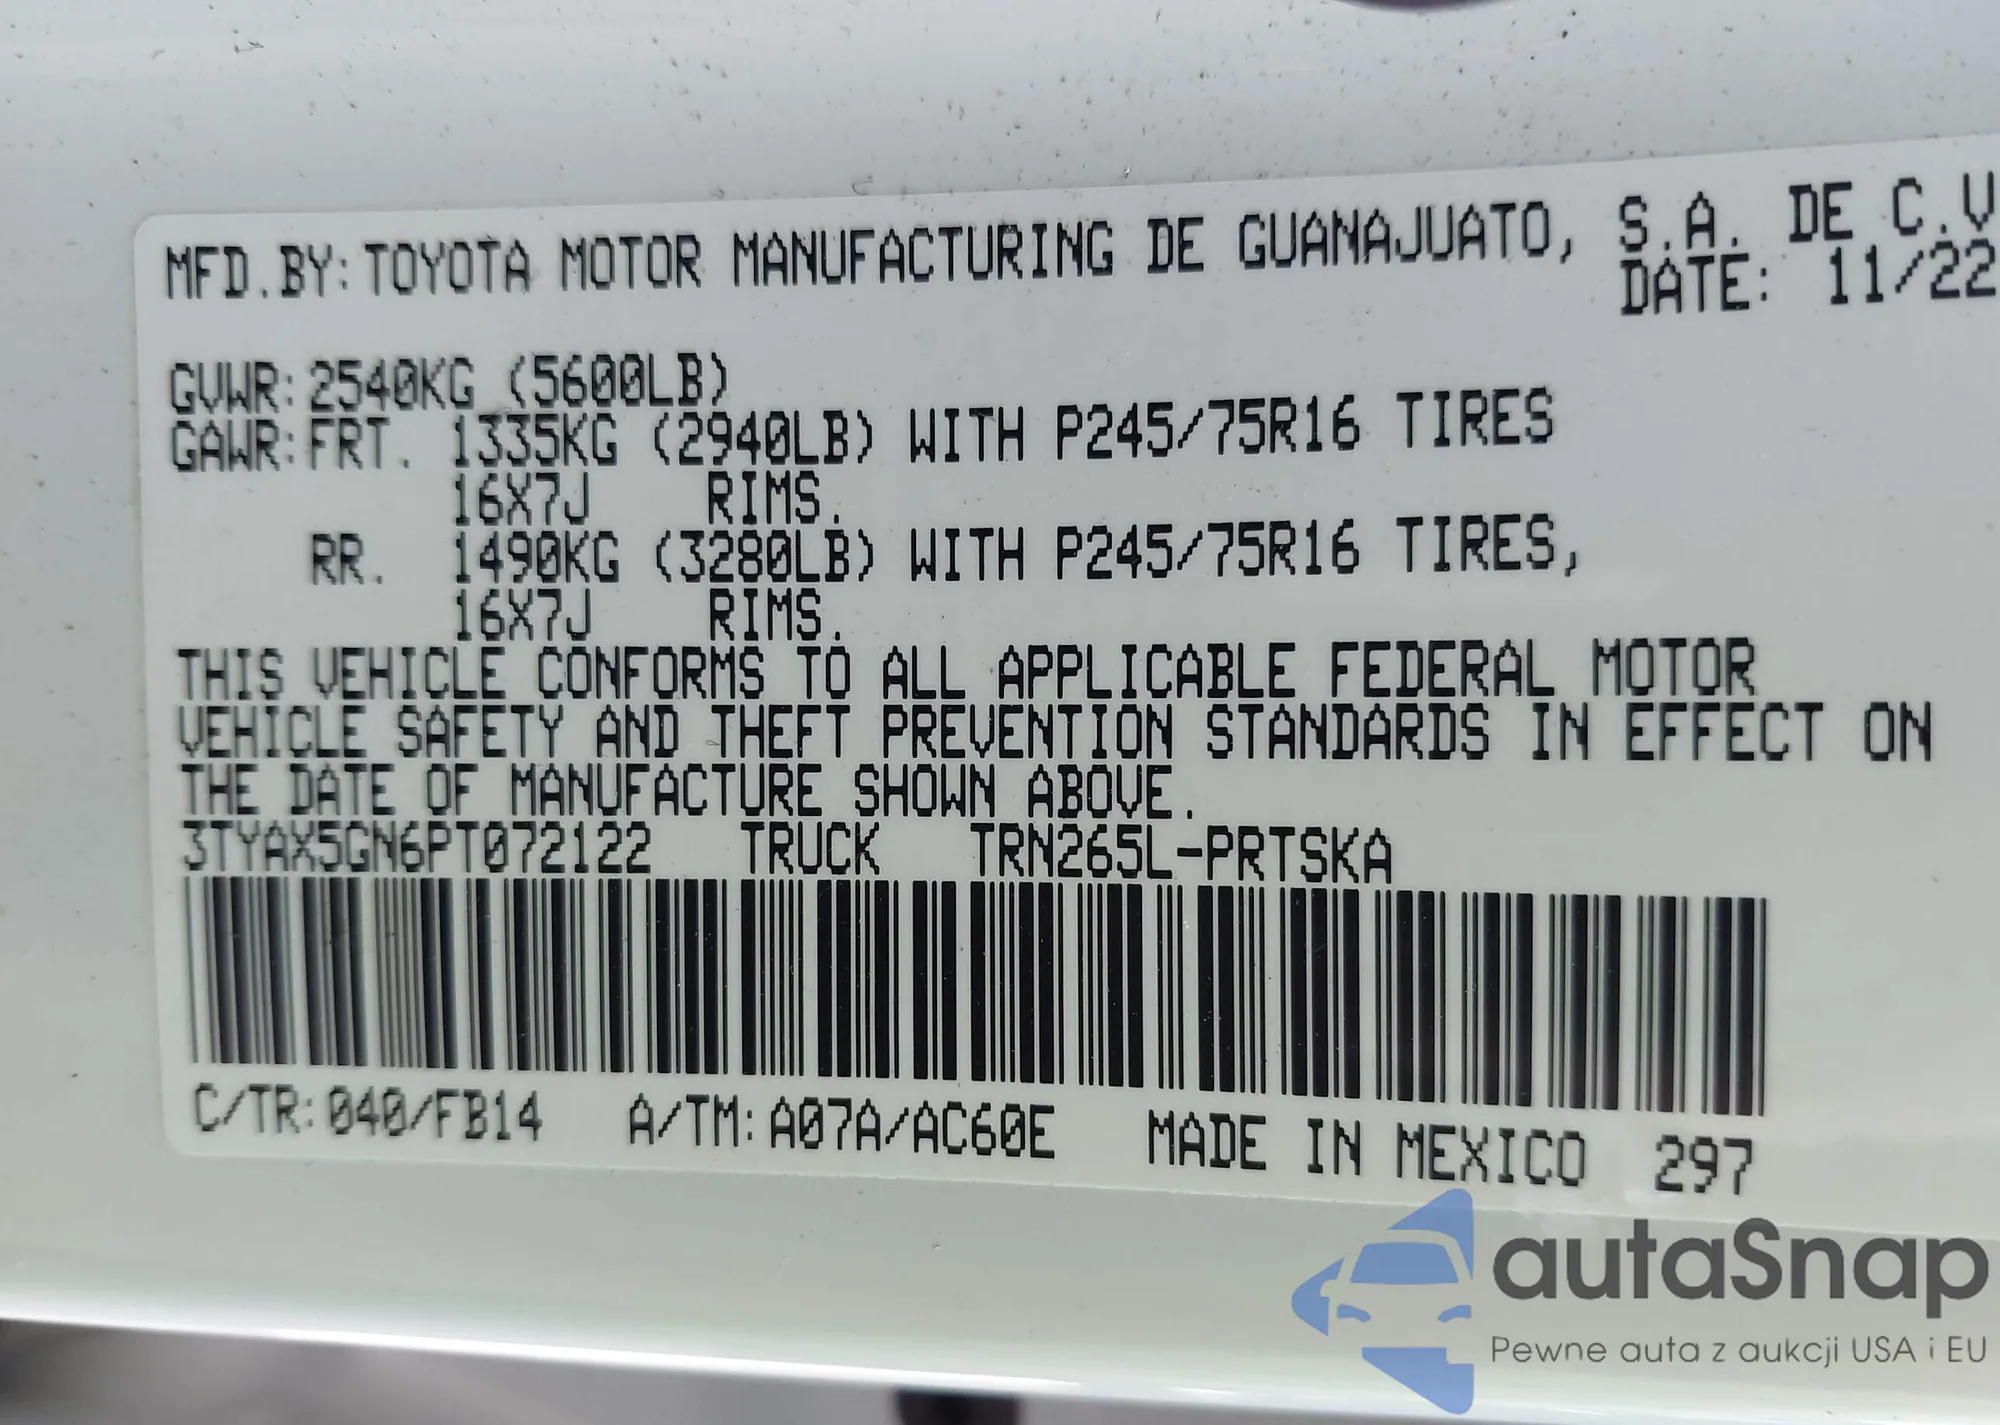 MFD.BY:TOYOTA MOTOR MANUFACTURING DE GUANAJUATO, S.A. DE C.V
DATE: 11/22
GVWR:2540KG (5600LB)
GAWR:FRT. 1335KG (2940LB) WITH P245/75R16 TIRES
16X7J RIMS.
RR. 1490KG (3280LB) WITH P245/75R16 TIRES,
16X7J RIMS.
THIS VEHICLE CONFORMS TO ALL APPLICABLE FEDERAL MOTOR
VEHICLE SAFETY AND THEFT PREVENTION STANDARDS IN EFFECT ON
THE DATE OF MANUFACTURE SHOWN ABOVE.
3TYAX5GN6PT072122 TRUCK TRN265L-PRTSKA
C/TR:040/FB14 A/TM:A07A/AC60E MADE IN MEXICO 297
autaSnap
Pewne auta z aukcji USA i EU